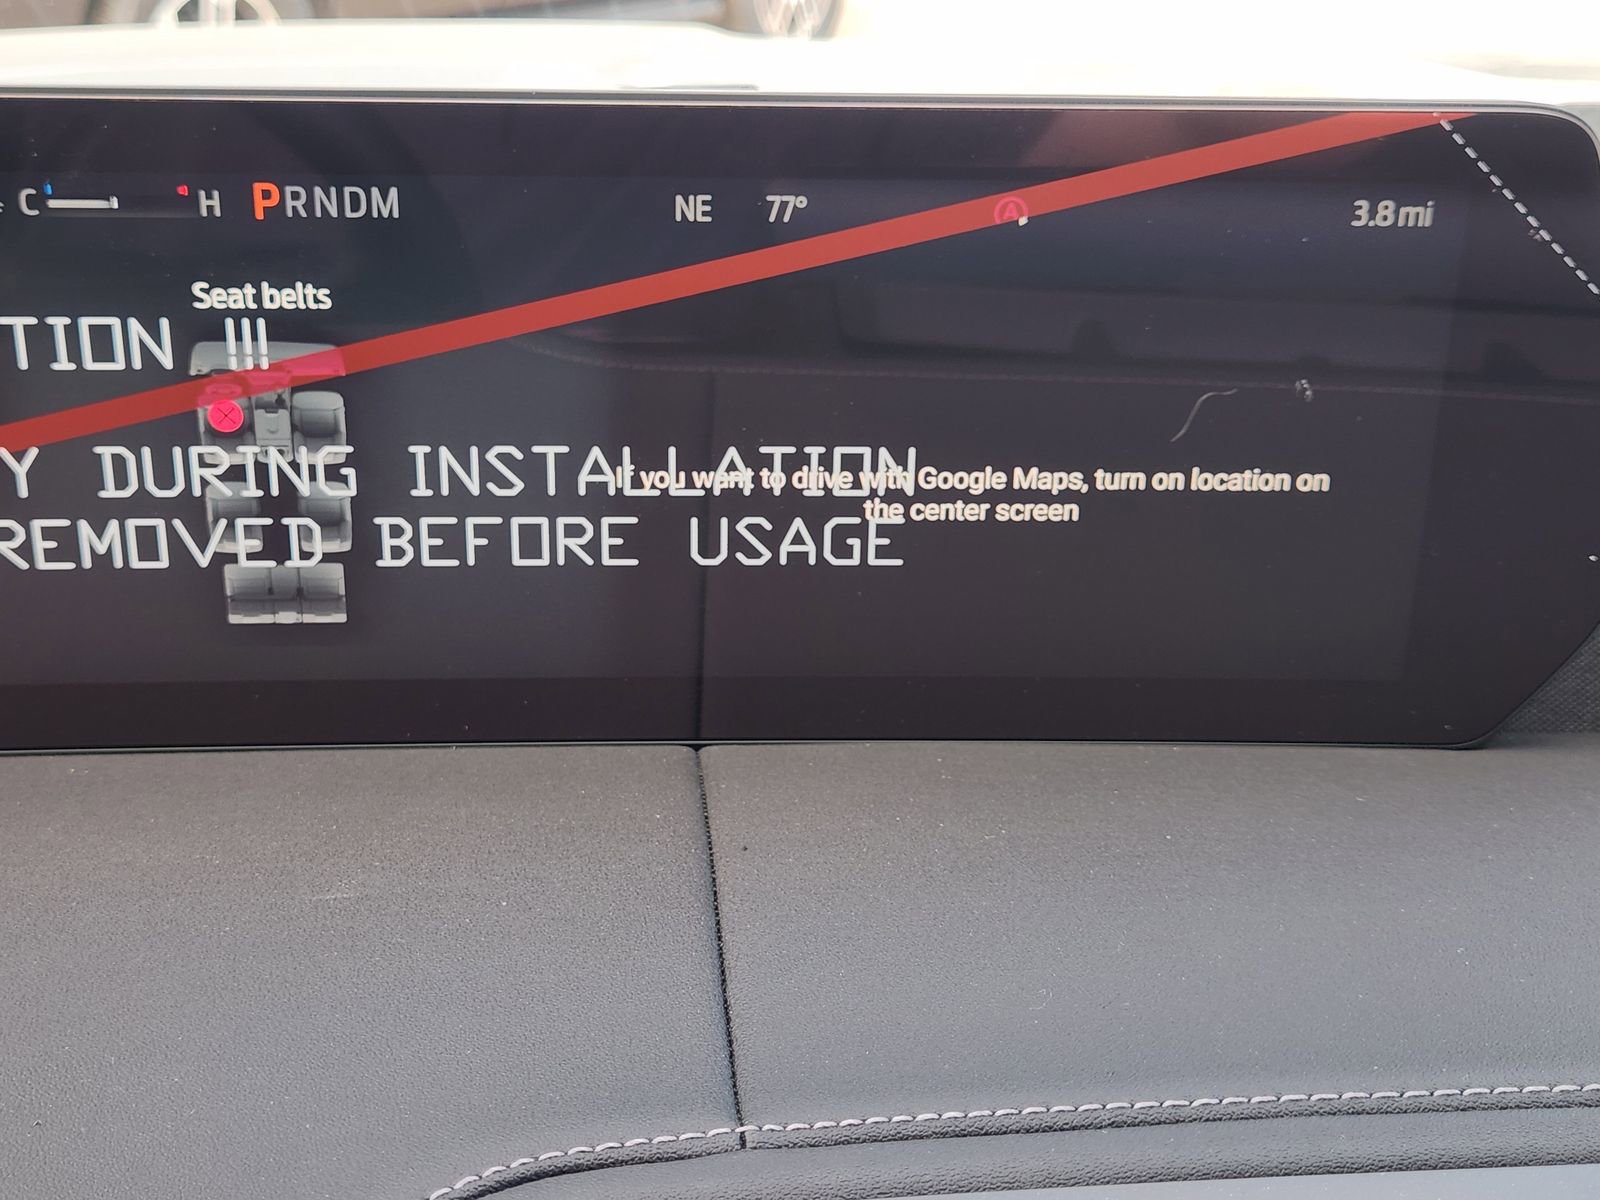 C H PRNDM NE 77° A 3.8 mi
Seat belts
TION !!!
Y DURING INSTALLATION
If you want to drive with Google Maps, turn on location on
the center screen
REMOVED BEFORE USAGE